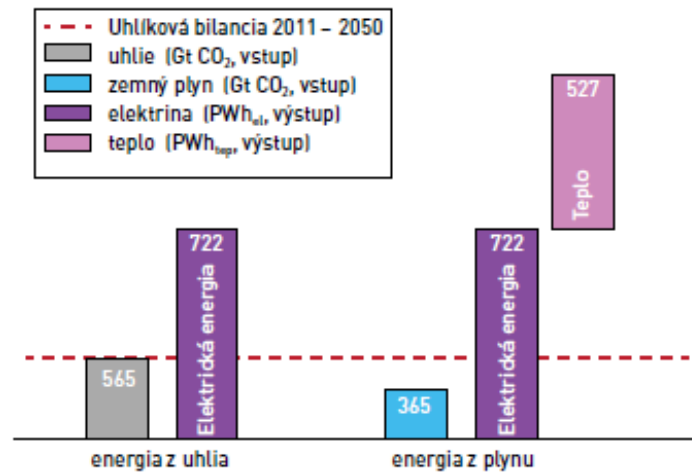 Uhlíková bilancia 2011 – 2050
uhlie (Gt CO₂, vstup)
zemný plyn (Gt CO₂, vstup)
elektrina (PWhₑₗ, výstup)
teplo (PWhₜₑₚ, výstup)
527
Teplo
722
Elektrická energia
722
Elektrická energia
565
365
energia z uhlia
energia z plynu